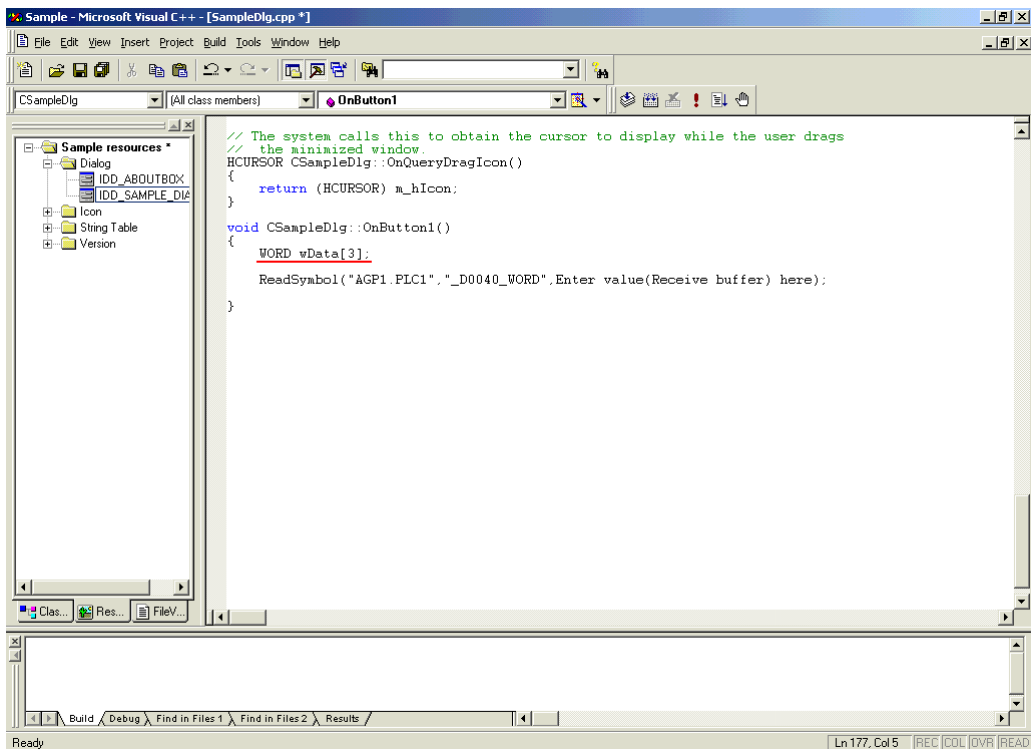 Sample - Microsoft Visual C++ - [SampleDlg.cpp *]
File Edit View Insert Project Build Tools Window Help
CSampleDlg (All class members) OnButton1
Sample resources *
Dialog
IDD_ABOUTBOX
IDD_SAMPLE_DIA
Icon
String Table
Version
// The system calls this to obtain the cursor to display while the user drags
//  the minimized window.
HCURSOR CSampleDlg::OnQueryDragIcon()
{
return (HCURSOR) m_hIcon;
}
void CSampleDlg::OnButton1()
{
WORD wData[3];
ReadSymbol("AGP1.PLC1","_D0040_WORD",Enter value(Receive buffer) here);
}
Clas... Res... FileV...
Build Debug Find in Files 1 Find in Files 2 Results
Ready Ln 177, Col 5 REC COL OVR READ